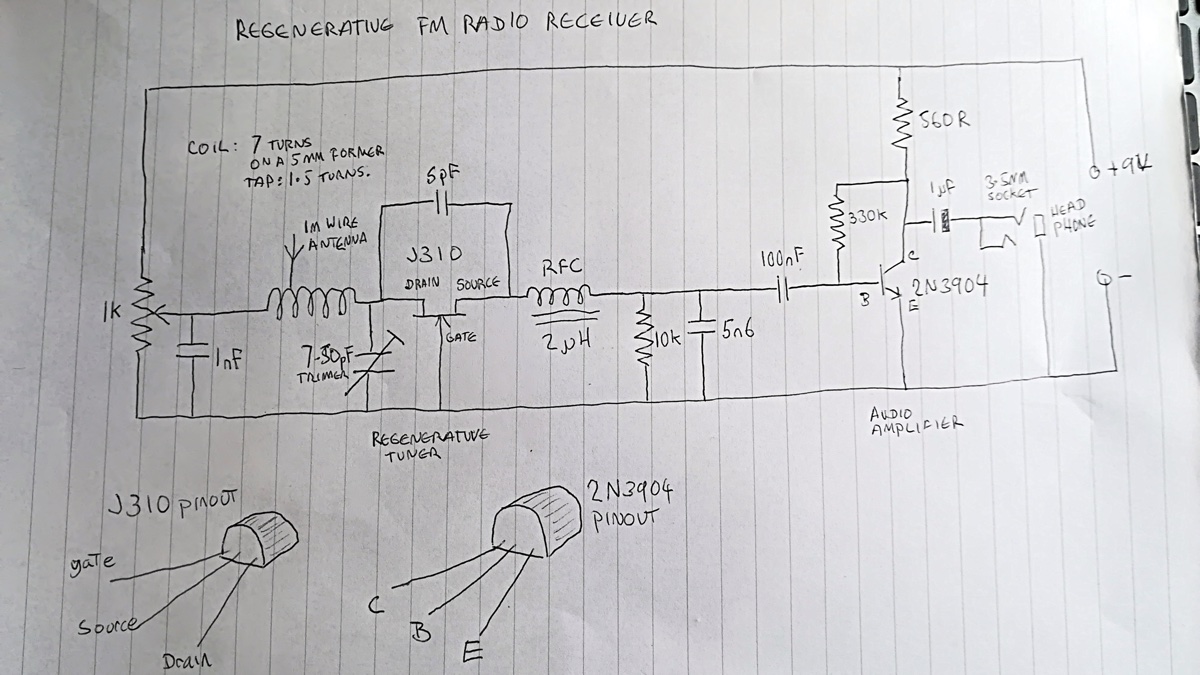 REGENERATIVE FM RADIO RECEIVER
COIL: 7 TURNS
ON A 5MM FORMER
TAP: 1.5 TURNS.
5pF
560R
+9V
1M WIRE
ANTENNA
J310
DRAIN SOURCE
GATE
RFC
2µH
100nF
330K
1µF
3.5MM
SOCKET
HEAD
PHONE
C
B
E
2N3904
-
1K
1nF
7-50pF
TRIMER
10K
5n6
REGENERATIVE
TUNER
AUDIO
AMPLIFIER
J310 PINOUT
gate
Source
Drain
2N3904
PINOUT
C
B
E